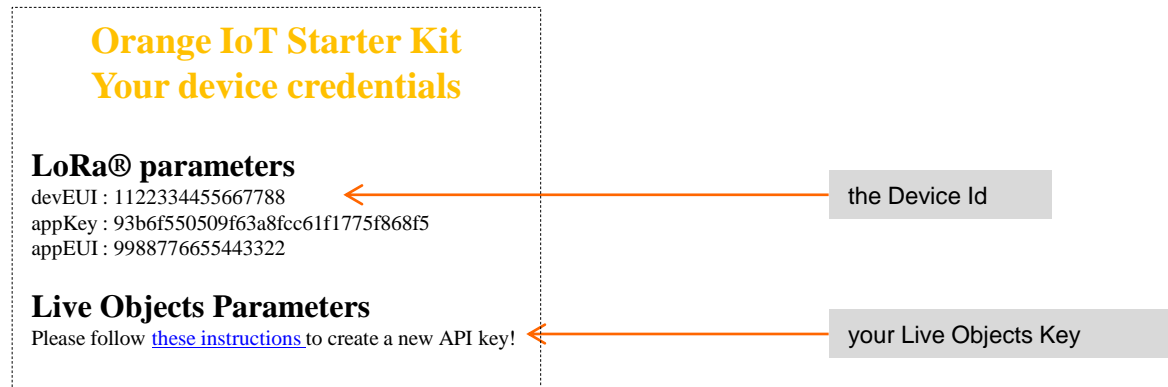 Orange IoT Starter Kit
Your device credentials
LoRa® parameters
devEUI : 1122334455667788
the Device Id
appKey : 93b6f550509f63a8fcc61f1775f868f5
appEUI : 9988776655443322
Live Objects Parameters
Please follow these instructions to create a new API key!
your Live Objects Key